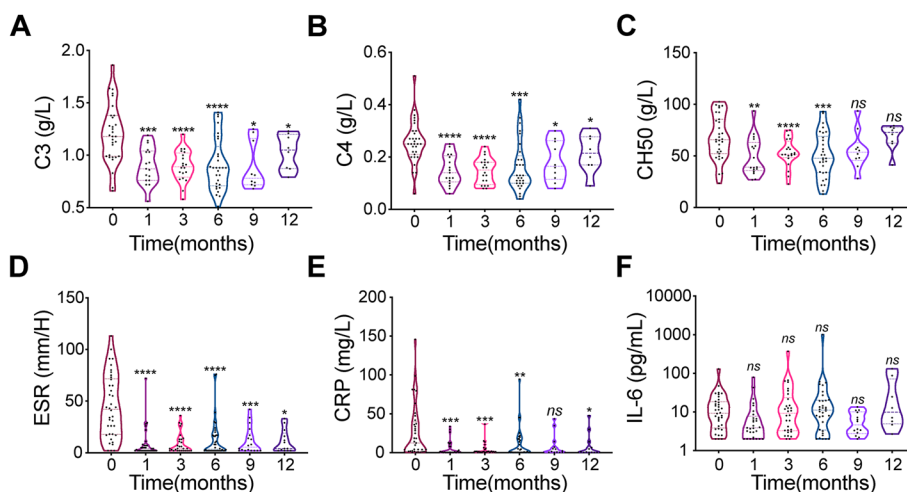 A
C3 (g/L)
2.0
1.5
1.0
0.5
*** **** **** * *
0 1 3 6 9 12
Time(months)
B
C4 (g/L)
0.6
0.4
0.2
0.0
**** **** *** * *
0 1 3 6 9 12
Time(months)
C
CH50 (g/L)
150
100
50
0
** **** *** ns ns
0 1 3 6 9 12
Time(months)
D
ESR (mm/H)
150
100
50
0
**** **** **** *** *
0 1 3 6 9 12
Time(months)
E
CRP (mg/L)
200
150
100
50
0
*** *** ** ns *
0 1 3 6 9 12
Time(months)
F
IL-6 (pg/mL)
10000
1000
100
10
1
ns ns ns ns ns
0 1 3 6 9 12
Time(months)